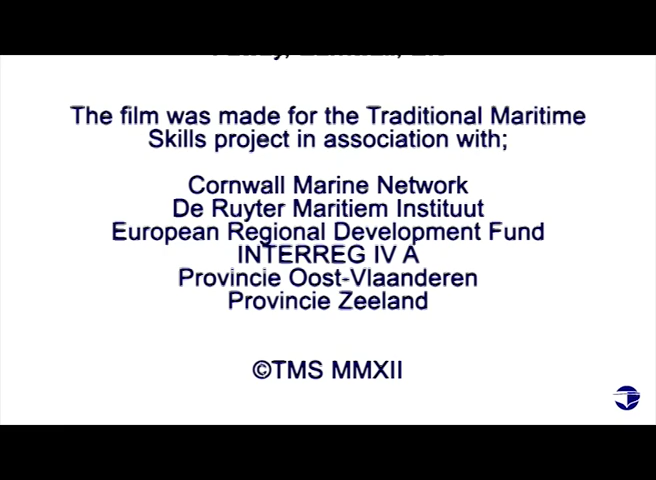 The film was made for the Traditional Maritime
Skills project in association with;
Cornwall Marine Network
De Ruyter Maritiem Instituut
European Regional Development Fund
INTERREG IV A
Provincie Oost-Vlaanderen
Provincie Zeeland
©TMS MMXII